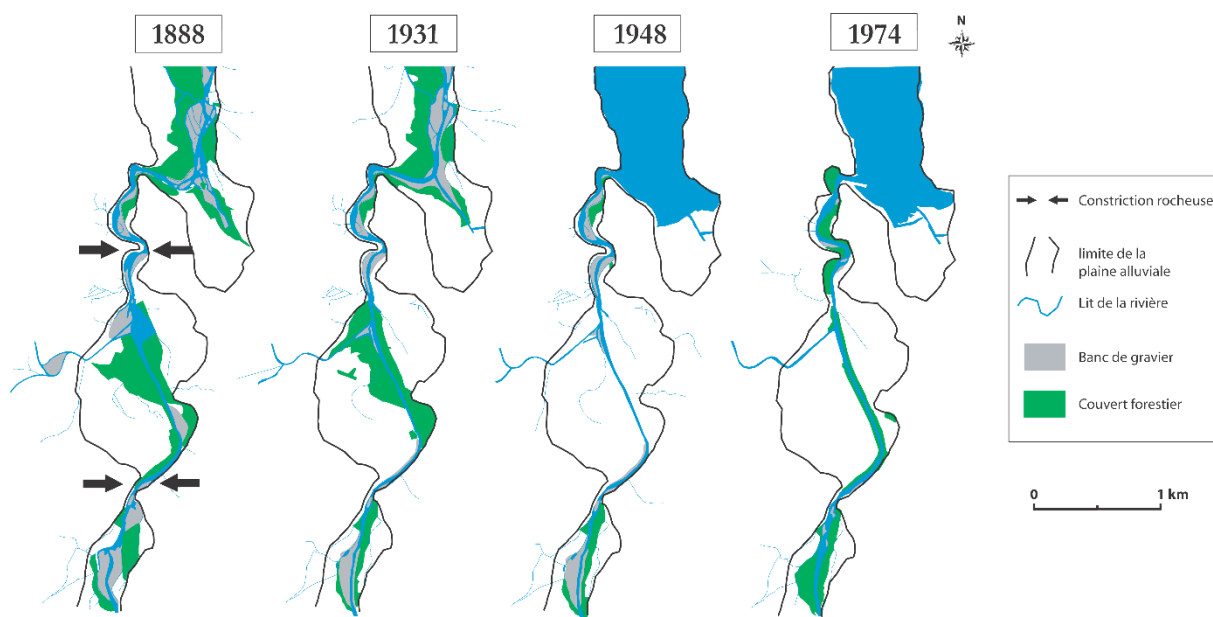 1888
1931
1948
1974
N
Constriction rocheuse
limite de la
plaine alluviale
Lit de la rivière
Banc de gravier
Couvert forestier
0 1 km